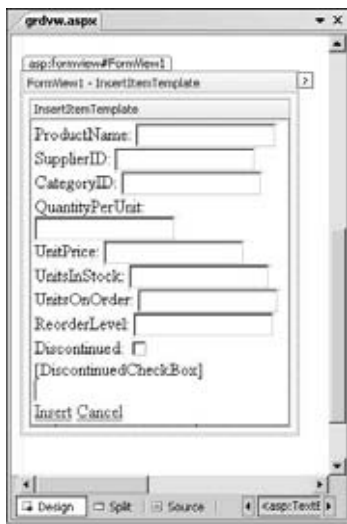 grdvw.aspx
asp:formview#FormView1
FormView1 - InsertItemTemplate
InsertItemTemplate
ProductName:
SupplierID:
CategoryID:
QuantityPerUnit:
UnitPrice:
UnitsInStock:
UnitsOnOrder:
ReorderLevel:
Discontinued:
[DiscontinuedCheckBox]
Insert Cancel
Design Split Source <asp:TextB